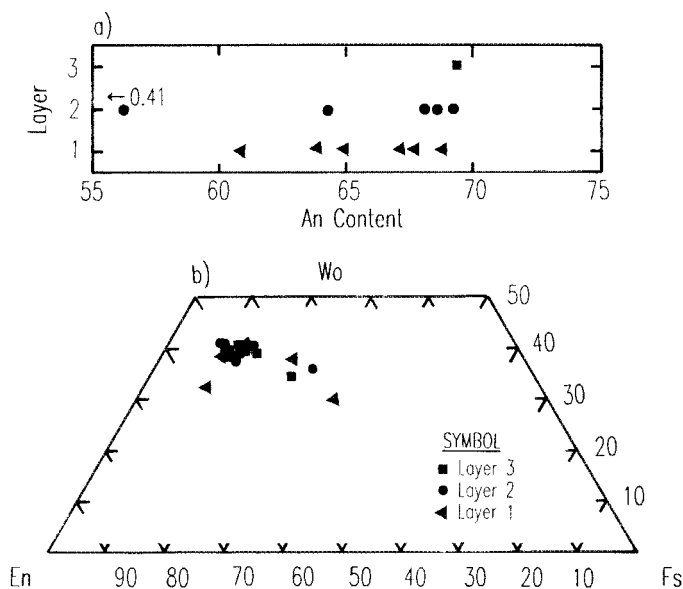 a)
3
2
1
Layer
←0.41
55 60 65 70 75
An Content
b) Wo
50
40
30
20
10
SYMBOL
■ Layer 3
● Layer 2
◀ Layer 1
En 90 80 70 60 50 40 30 20 10 Fs